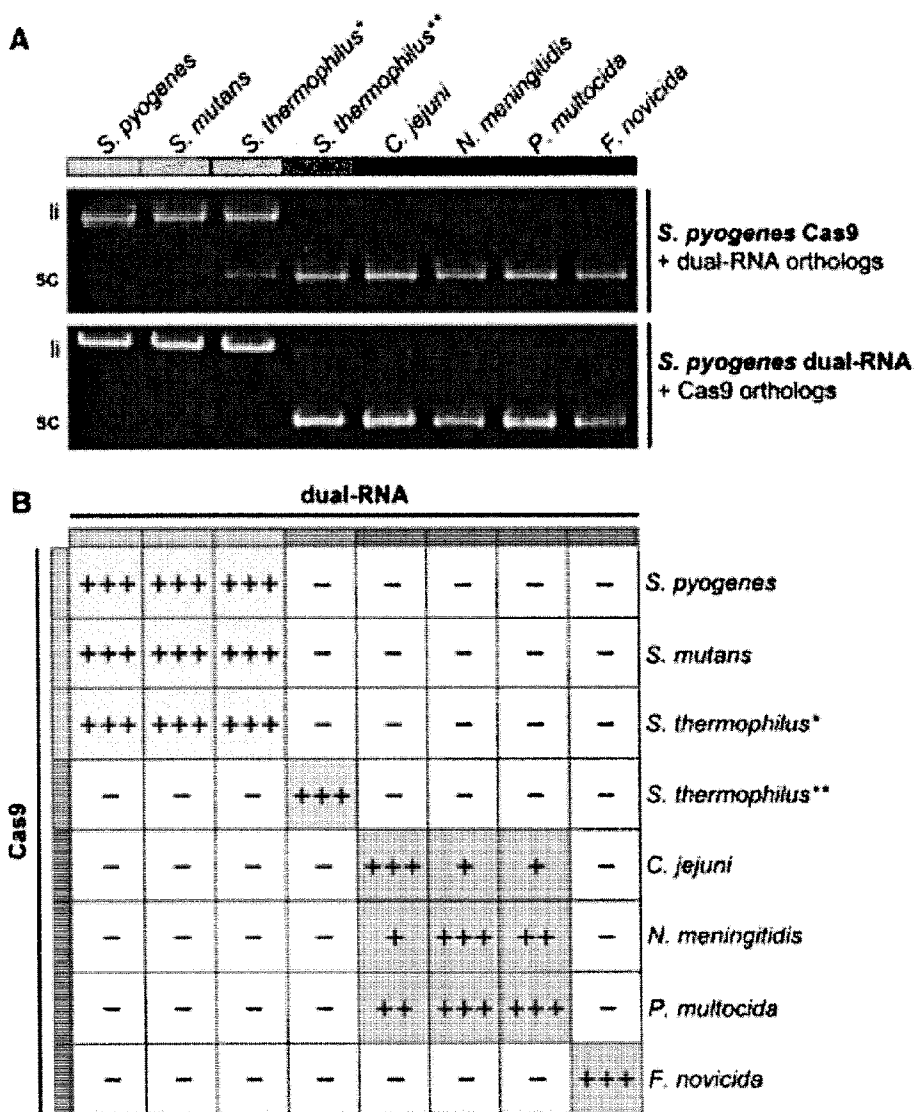 A
S. pyogenes
S. mutans
S. thermophilus*
S. thermophilus**
C. jejuni
N. meningitidis
P. multocida
F. novicida
li
sc
S. pyogenes Cas9
+ dual-RNA orthologs
li
sc
S. pyogenes dual-RNA
+ Cas9 orthologs
B
dual-RNA
Cas9
+++ +++ +++ – – – – – S. pyogenes
+++ +++ +++ – – – – – S. mutans
+++ +++ +++ – – – – – S. thermophilus*
– – – +++ – – – – S. thermophilus**
– – – – +++ + + – C. jejuni
– – – – + +++ ++ – N. meningitidis
– – – – ++ +++ +++ – P. multocida
– – – – – – – +++ F. novicida